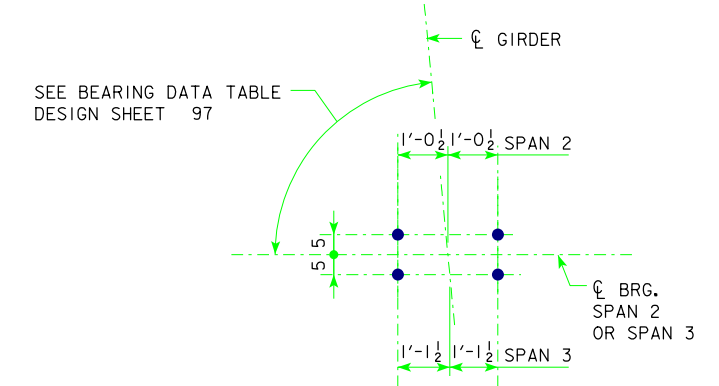 ℄ GIRDER
SEE BEARING DATA TABLE
DESIGN SHEET 97
1'-0½ 1'-0½ SPAN 2
5 5
℄ BRG.
SPAN 2
OR SPAN 3
1'-1½ 1'-1½ SPAN 3